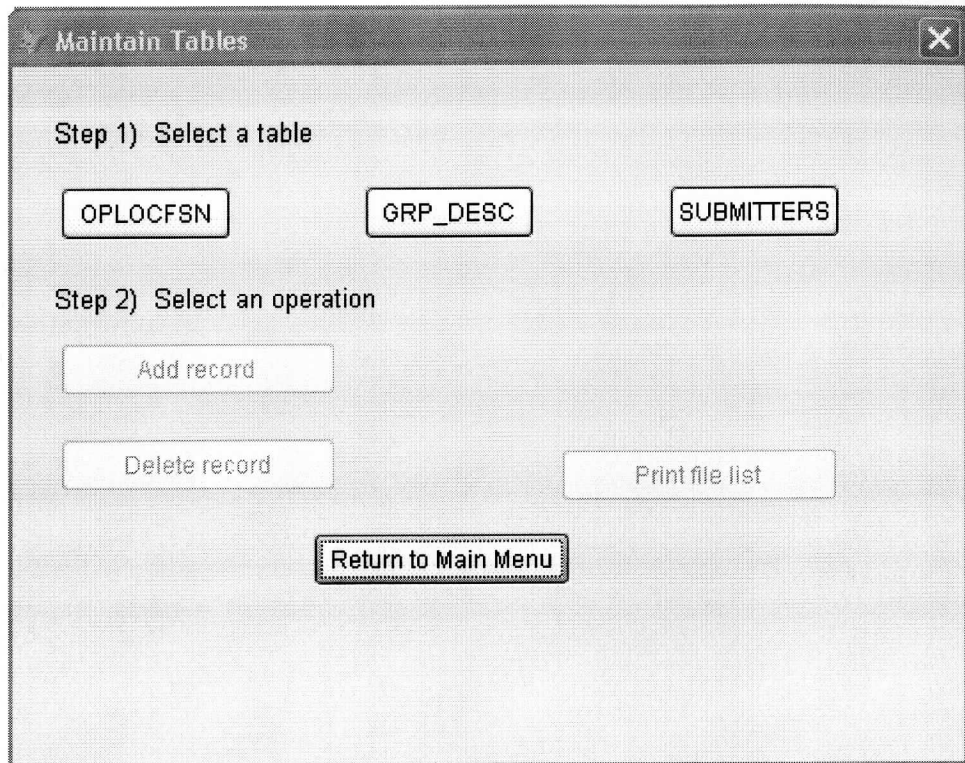 Maintain Tables
Step 1) Select a table
OPLOCFSN GRP_DESC SUBMITTERS
Step 2) Select an operation
Add record
Delete record Print file list
Return to Main Menu